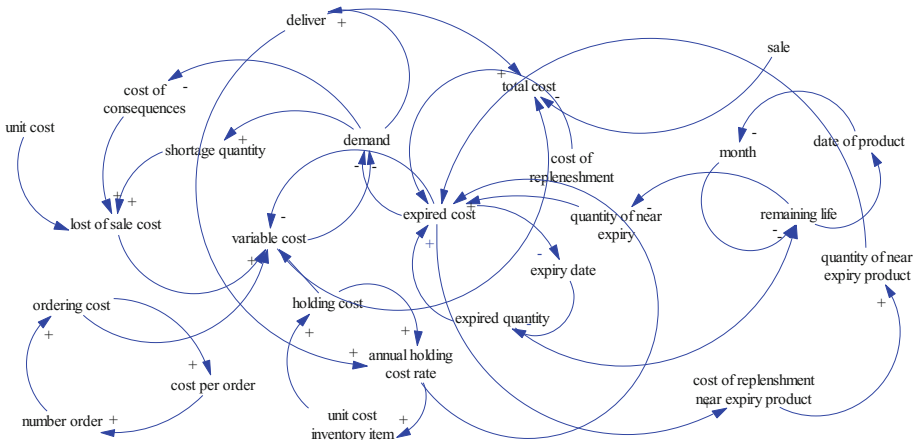 deliver
sale
total cost
cost of
consequences
unit cost
shortage quantity
demand
cost of
repleneshment
month
date of product
lost of sale cost
variable cost
expired cost
quantity of near
expiry
remaining life
quantity of near
expiry product
expiry date
ordering cost
holding cost
expired quantity
annual holding
cost rate
cost per order
cost of replenshment
near expiry product
number order
unit cost
inventory item